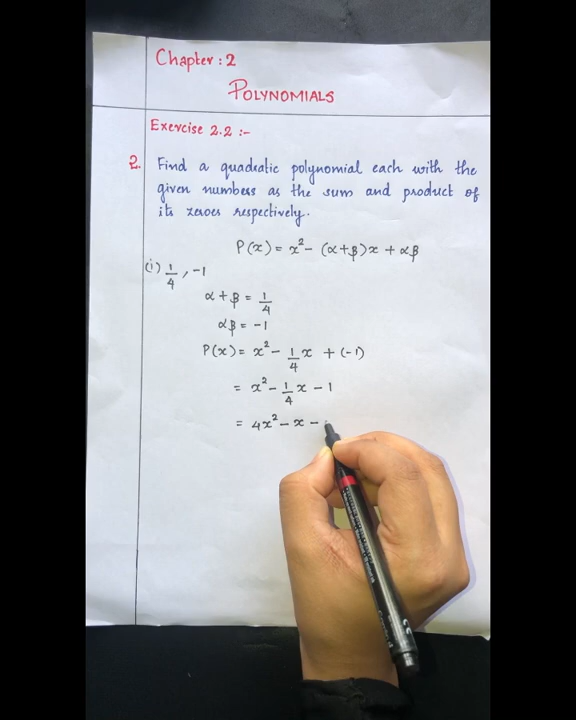 Chapter : 2
POLYNOMIALS
Exercise 2.2 :-
2. Find a quadratic polynomial each with the
given numbers as the sum and product of
its zeroes respectively.
P(x) = x² - (α+β)x + αβ
(i) 1/4, -1
α + β = 1/4
αβ = -1
P(x) = x² - 1/4 x + (-1)
= x² - 1/4 x - 1
= 4x² - x -